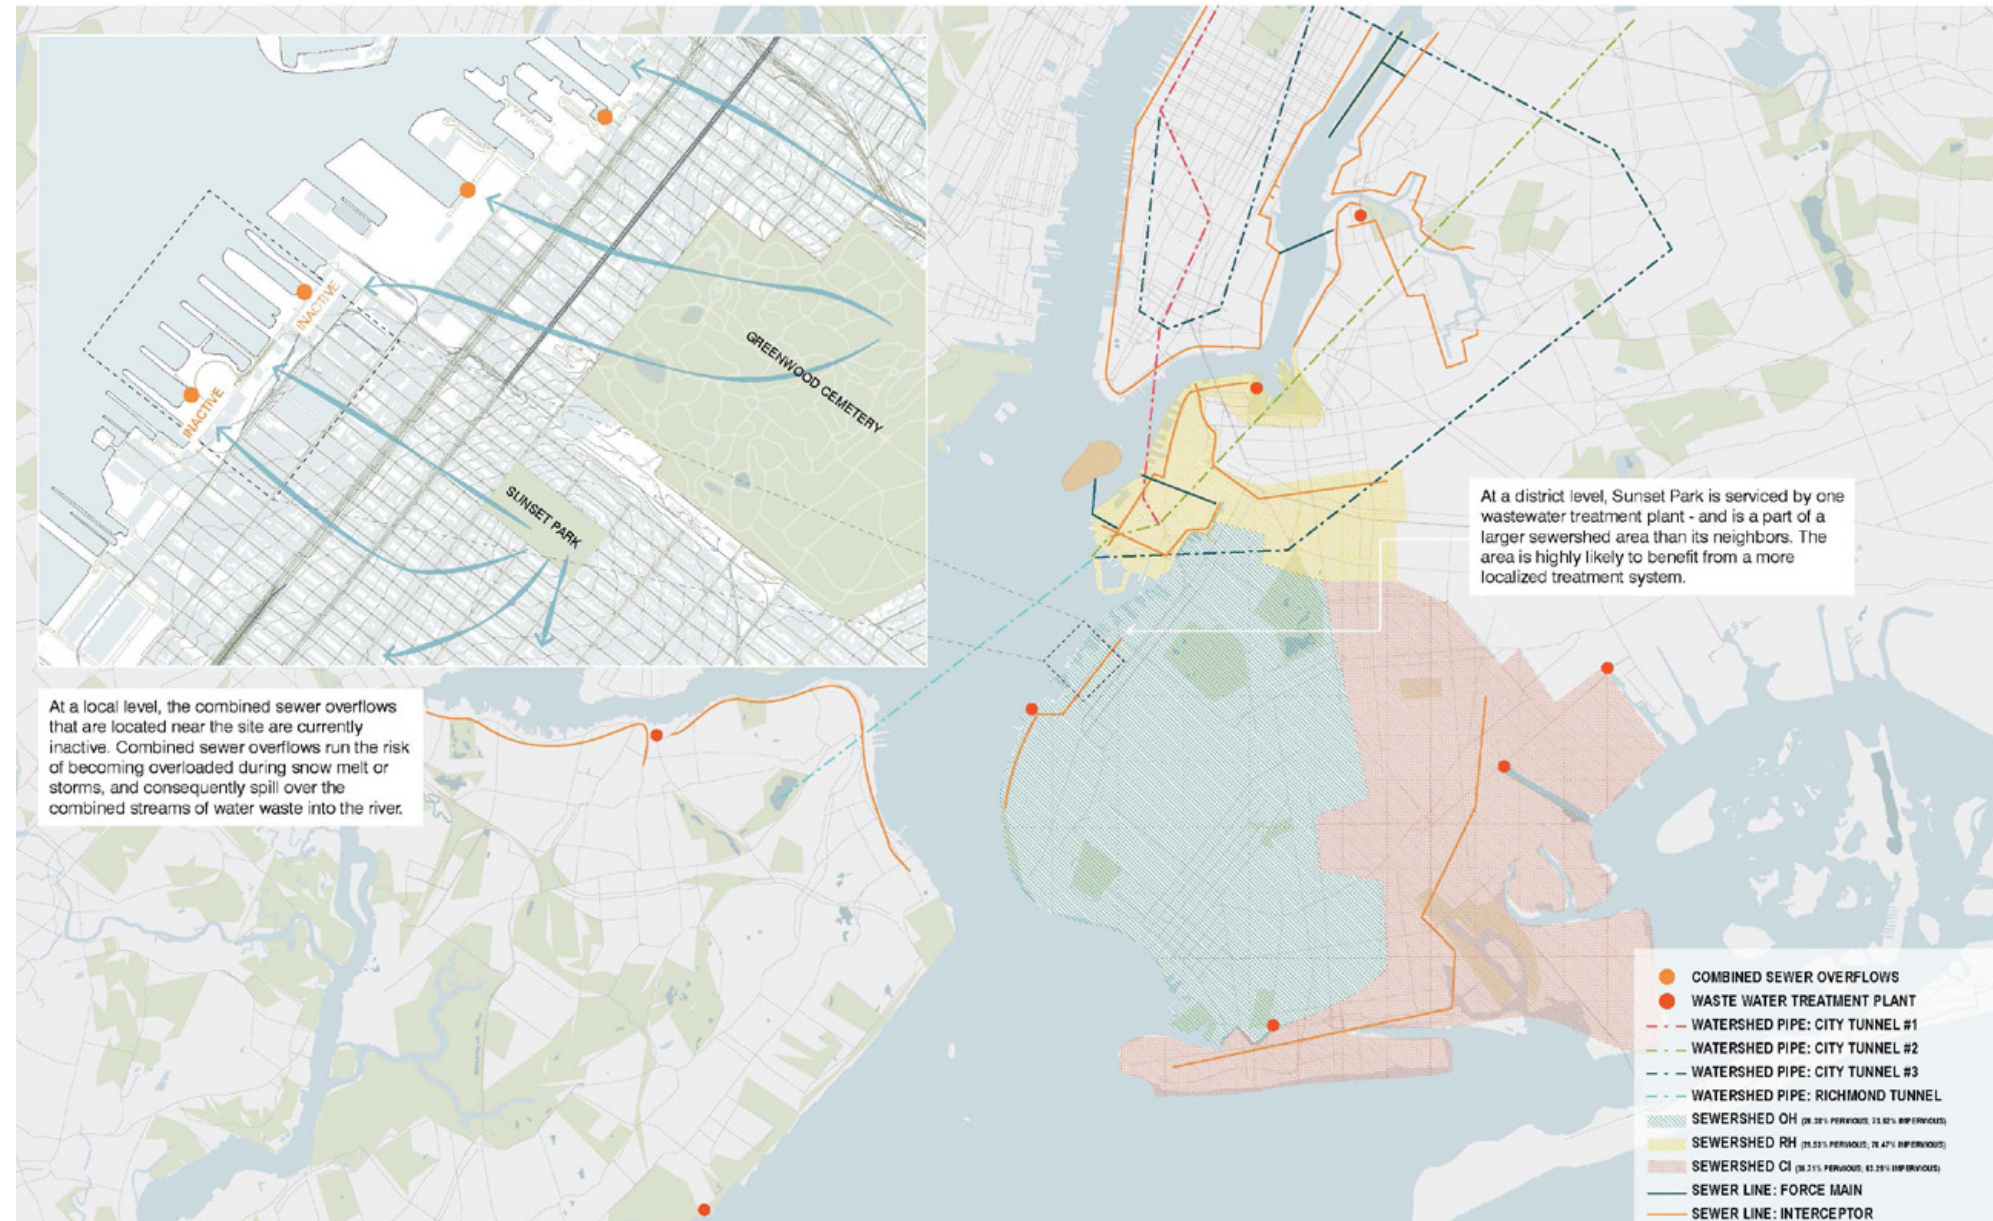 INACTIVE
INACTIVE
GREENWOOD CEMETERY
SUNSET PARK
At a district level, Sunset Park is serviced by one
wastewater treatment plant - and is a part of a
larger sewershed area than its neighbors. The
area is highly likely to benefit from a more
localized treatment system.
At a local level, the combined sewer overflows
that are located near the site are currently
inactive. Combined sewer overflows run the risk
of becoming overloaded during snow melt or
storms, and consequently spill over the
combined streams of water waste into the river.
COMBINED SEWER OVERFLOWS
WASTE WATER TREATMENT PLANT
WATERSHED PIPE: CITY TUNNEL #1
WATERSHED PIPE: CITY TUNNEL #2
WATERSHED PIPE: CITY TUNNEL #3
WATERSHED PIPE: RICHMOND TUNNEL
SEWERSHED OH PERVIOUS; IMPERVIOUS)
SEWERSHED RH PERVIOUS; IMPERVIOUS)
SEWERSHED CI PERVIOUS; IMPERVIOUS)
SEWER LINE: FORCE MAIN
SEWER LINE: INTERCEPTOR